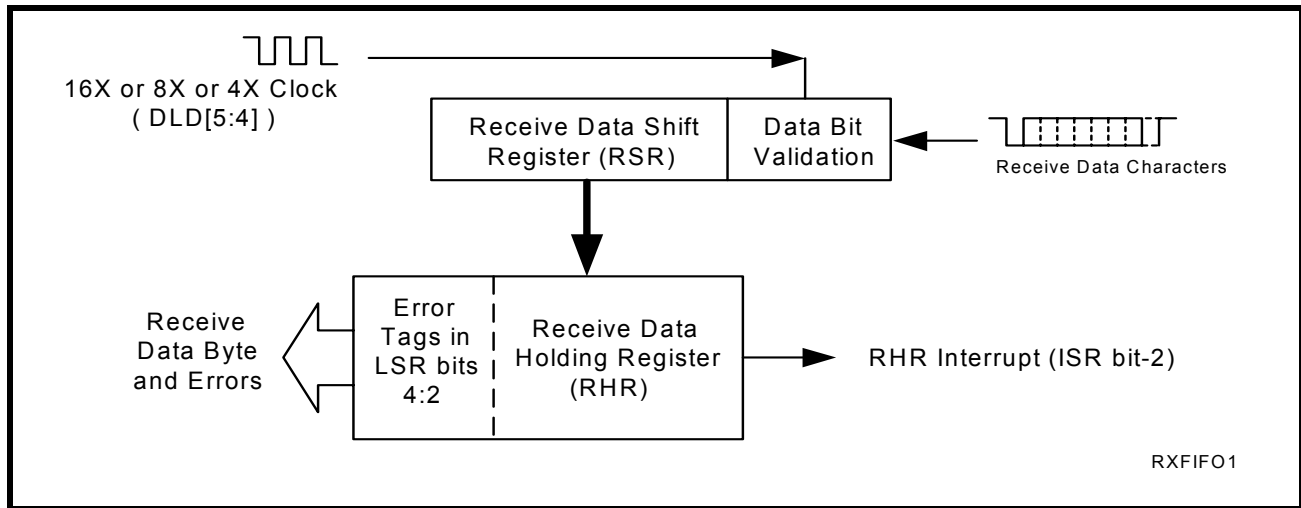 16X or 8X or 4X Clock
( DLD[5:4] )
Receive Data Shift
Register (RSR)
Data Bit
Validation
Receive Data Characters
Receive
Data Byte
and Errors
Error
Tags in
LSR bits
4:2
Receive Data
Holding Register
(RHR)
RHR Interrupt (ISR bit-2)
RXFIFO1